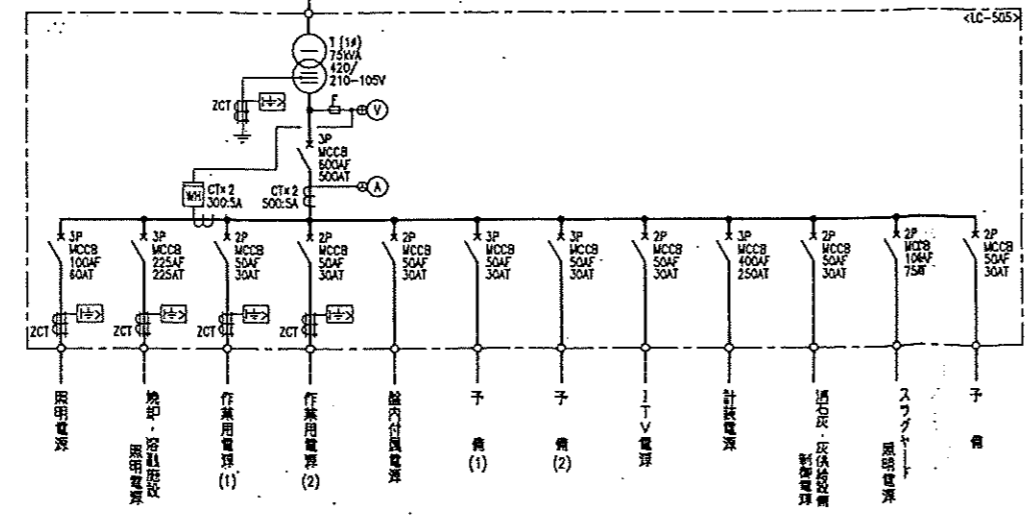 <LC-505>
T (1φ)
75kVA
420/
210-105V
ZCT
F
V
3P
MCCB
600AF
500AT
WH
CT×2
300:5A
CT×2
500:5A
A
3P
MCCB
100AF
60AT
3P
MCCB
225AF
225AT
2P
MCCB
50AF
30AT
2P
MCCB
50AF
30AT
2P
MCCB
50AF
30AT
3P
MCCB
50AF
30AT
3P
MCCB
50AF
30AT
2P
MCCB
50AF
30AT
3P
MCCB
400AF
250AT
2P
MCCB
50AF
30AT
2P
MCCB
100AF
75AT
2P
MCCB
50AF
30AT
ZCT
ZCT
ZCT
ZCT
照明電源
焼却・溶融施設
照明電源
作業用電源(1)
作業用電源(2)
盤内付属電源
予 備(1)
予 備(2)
ITV電源
計装電源
消石灰・灰供給設備
制御電源
スラグヤード
照明電源
予 備